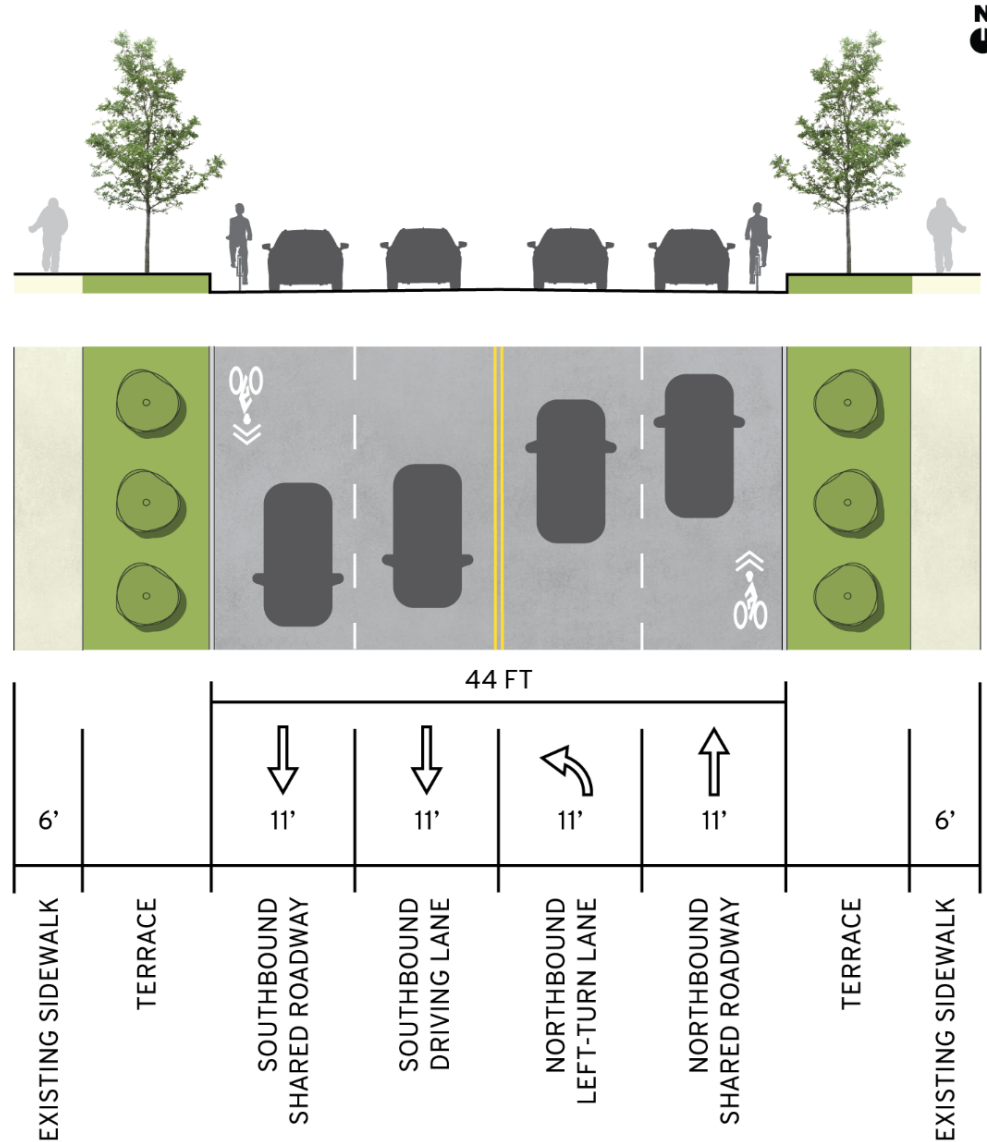 N
44 FT
6’
11’
11’
11’
11’
6’
EXISTING SIDEWALK
TERRACE
SOUTHBOUND
SHARED ROADWAY
SOUTHBOUND
DRIVING LANE
NORTHBOUND
LEFT-TURN LANE
NORTHBOUND
SHARED ROADWAY
TERRACE
EXISTING SIDEWALK